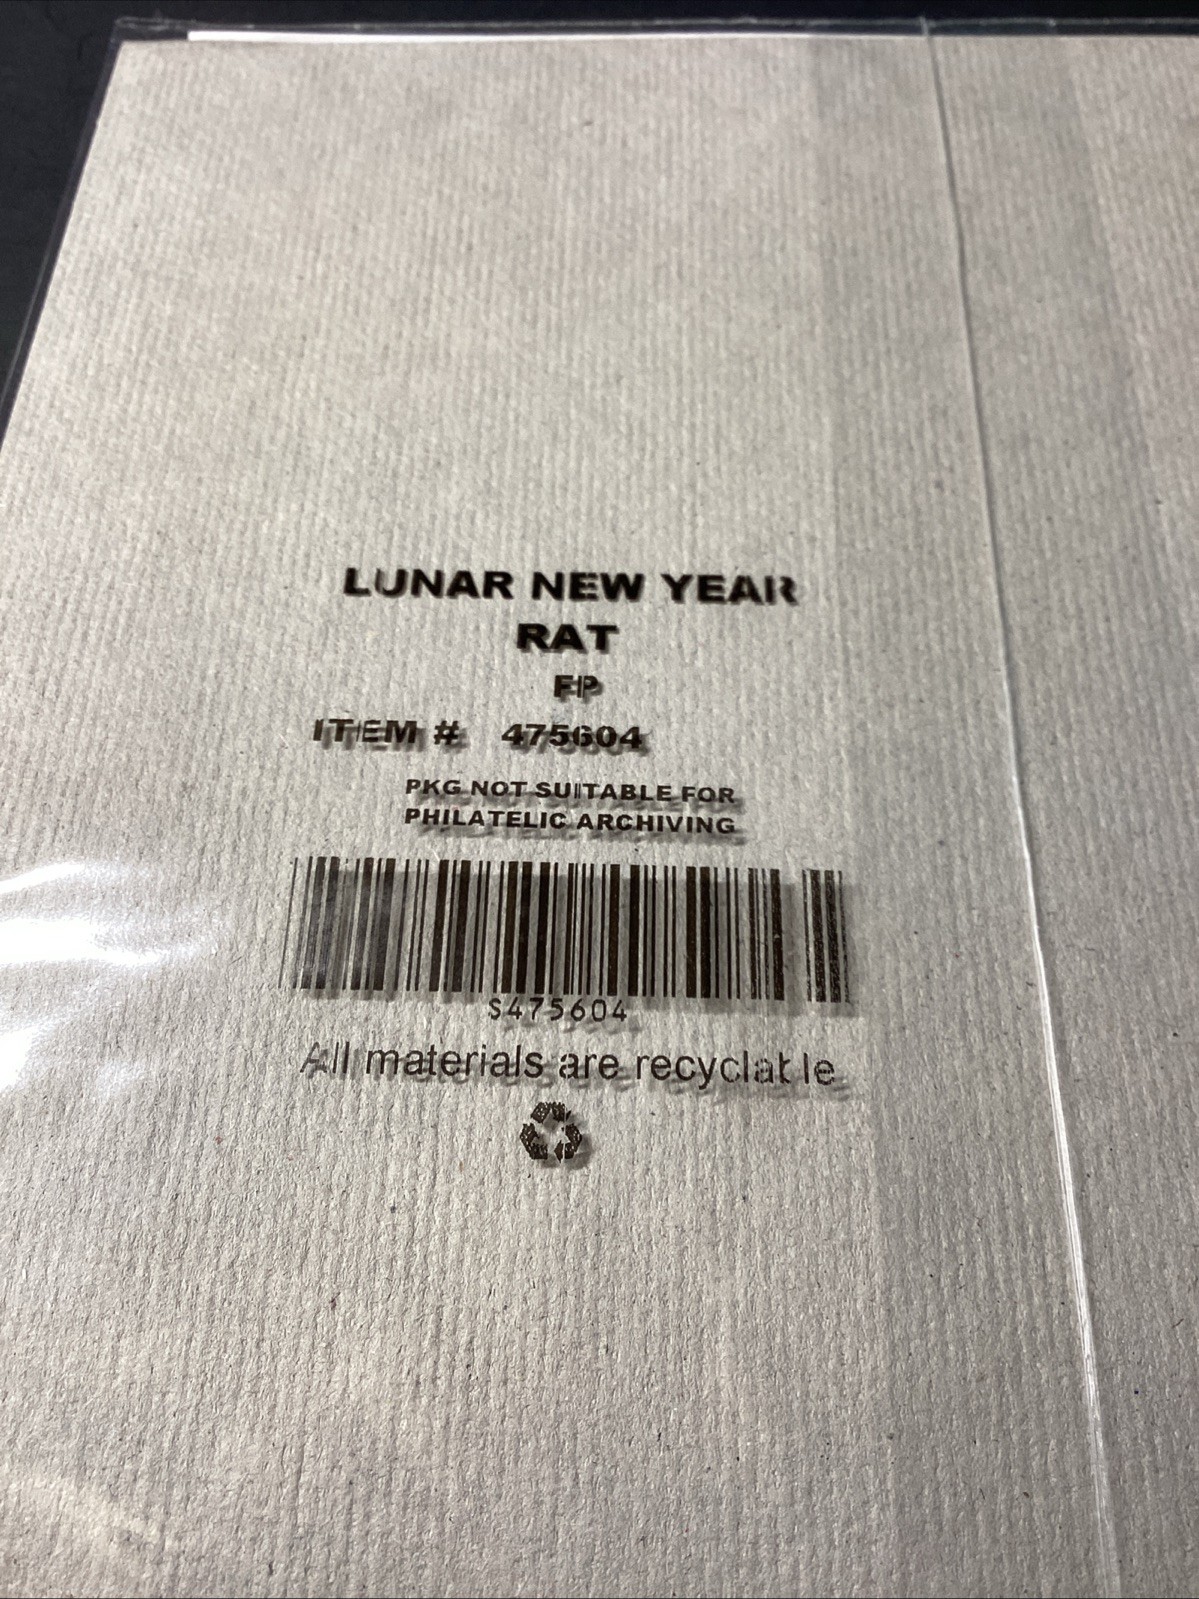 LUNAR NEW YEAR
RAT
FP
ITEM # 475604
PKG NOT SUITABLE FOR
PHILATELIC ARCHIVING
S475604
All materials are recyclable